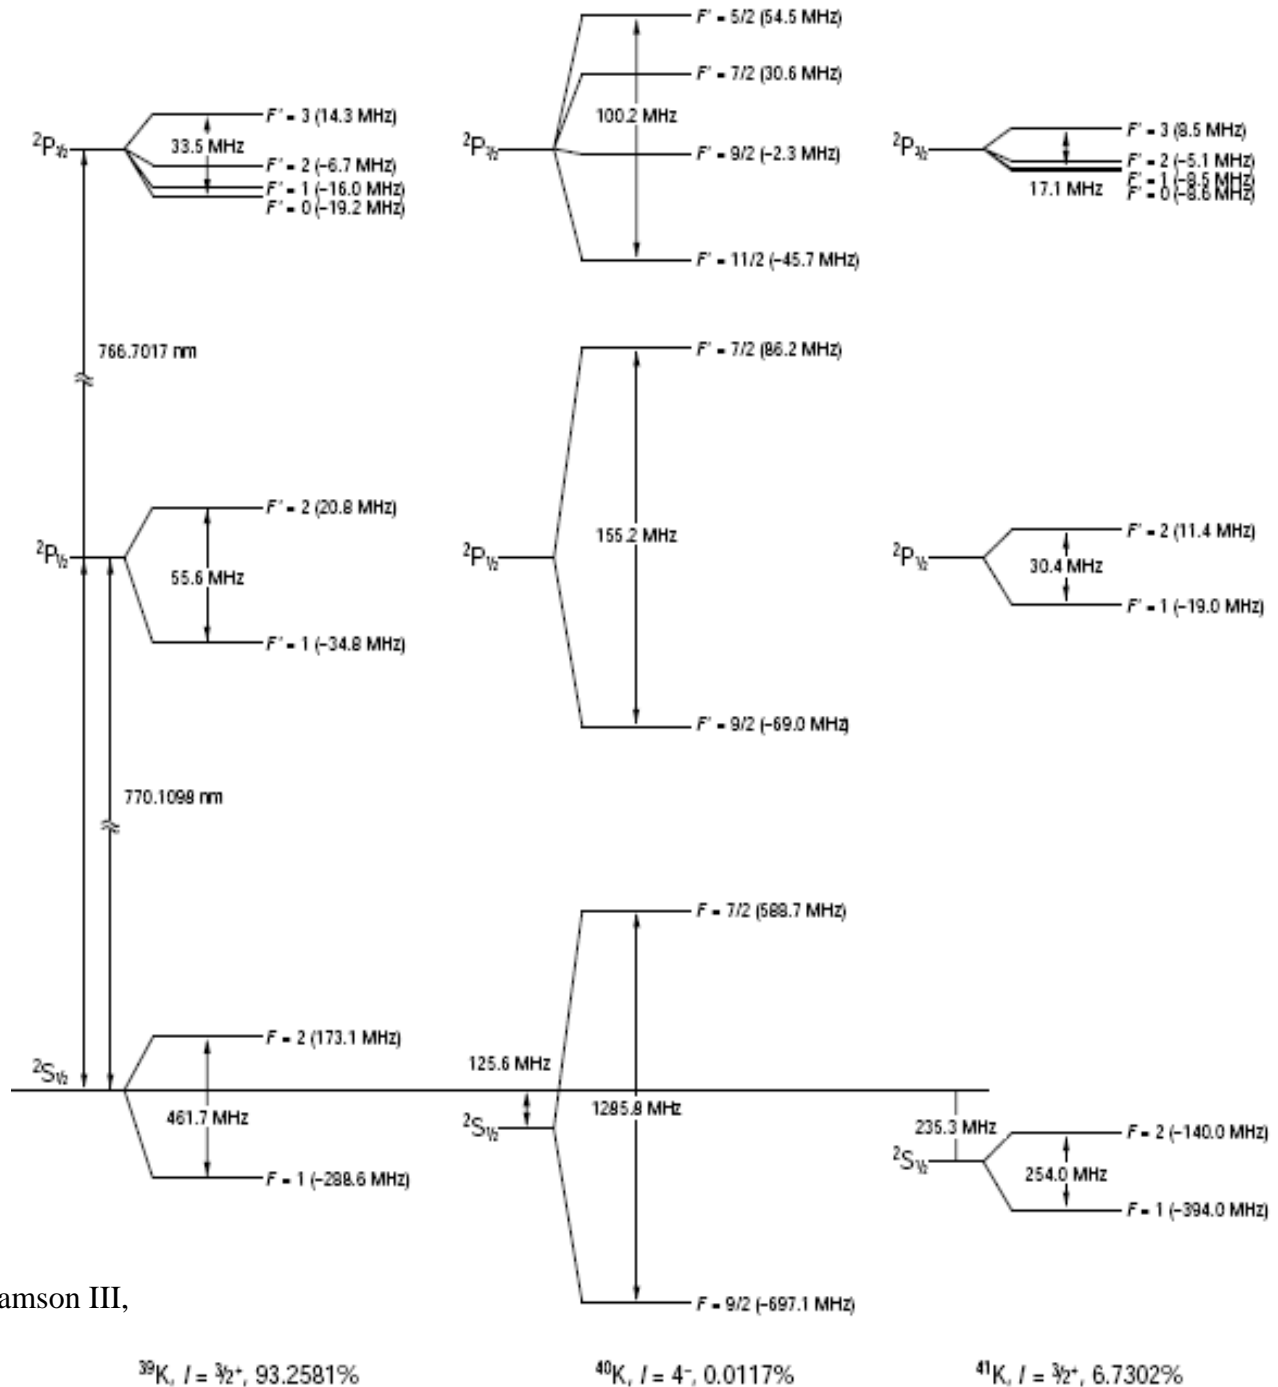 F' = 5/2 (54.5 MHz)
F' = 7/2 (30.6 MHz)
100.2 MHz
F' = 9/2 (−2.3 MHz)
F' = 11/2 (−45.7 MHz)
²P₃/₂
F' = 3 (14.3 MHz)
33.5 MHz
F' = 2 (−6.7 MHz)
F' = 1 (−16.0 MHz)
F' = 0 (−19.2 MHz)
²P₃/₂
²P₃/₂
F' = 3 (8.5 MHz)
F' = 2 (−5.1 MHz)
F' = 1 (−8.5 MHz)
F' = 0 (−8.6 MHz)
17.1 MHz
766.7017 nm
²P₁/₂
F' = 2 (20.8 MHz)
55.6 MHz
F' = 1 (−34.8 MHz)
²P₁/₂
F' = 7/2 (86.2 MHz)
155.2 MHz
F' = 9/2 (−69.0 MHz)
²P₁/₂
F' = 2 (11.4 MHz)
30.4 MHz
F' = 1 (−19.0 MHz)
770.1098 nm
²S₁/₂
F = 2 (173.1 MHz)
461.7 MHz
F = 1 (−288.6 MHz)
125.6 MHz
²S₁/₂
F = 7/2 (588.7 MHz)
1285.8 MHz
F = 9/2 (−697.1 MHz)
235.3 MHz
²S₁/₂
F = 2 (−140.0 MHz)
254.0 MHz
F = 1 (−394.0 MHz)
amson III,
³⁹K, I = 3/2⁺, 93.2581%
⁴⁰K, I = 4⁻, 0.0117%
⁴¹K, I = 3/2⁺, 6.7302%